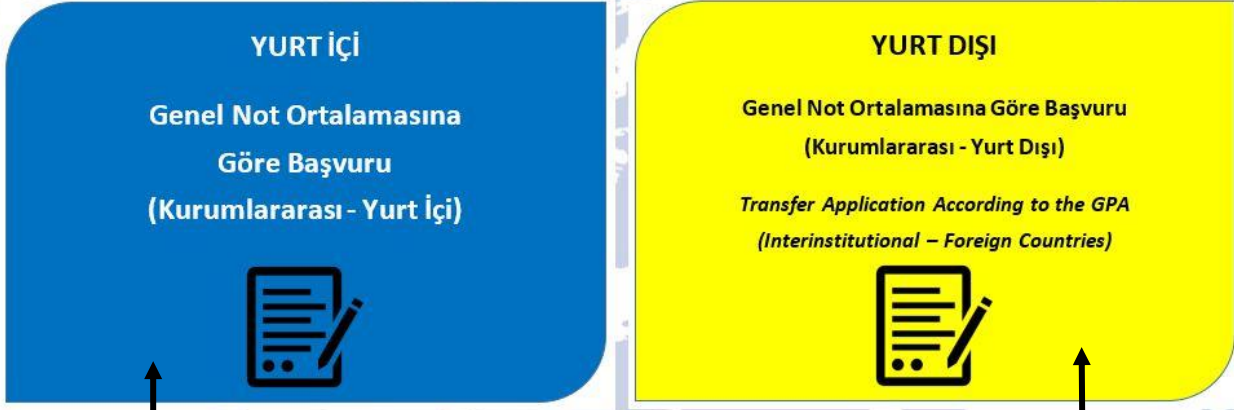 YURT İÇİ
Genel Not Ortalamasına
Göre Başvuru
(Kurumlararası - Yurt İçi)
YURT DIŞI
Genel Not Ortalamasına Göre Başvuru
(Kurumlararası - Yurt Dışı)
Transfer Application According to the GPA
(Interinstitutional – Foreign Countries)